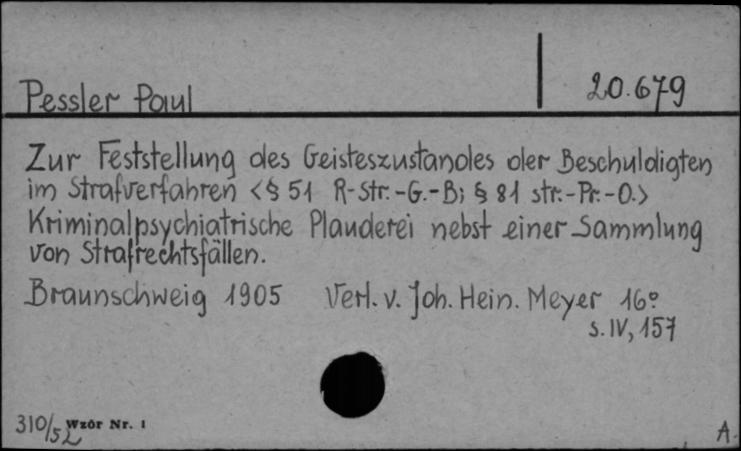 Pessler Paul 20.679
Zur Feststellung des Geisteszustandes der Beschuldigten
im Strafverfahren <§ 51 R-Str.-G.-B; § 81 str.-Pr.-O.>
Kriminalpsychiatrische Plauderei nebst einer Sammlung
von Strafrechtsfällen.
Braunschweig 1905 Verl. v. Joh. Hein. Meyer 16°
S. IV, 157
310/52 Wzór Nr. 1
A.